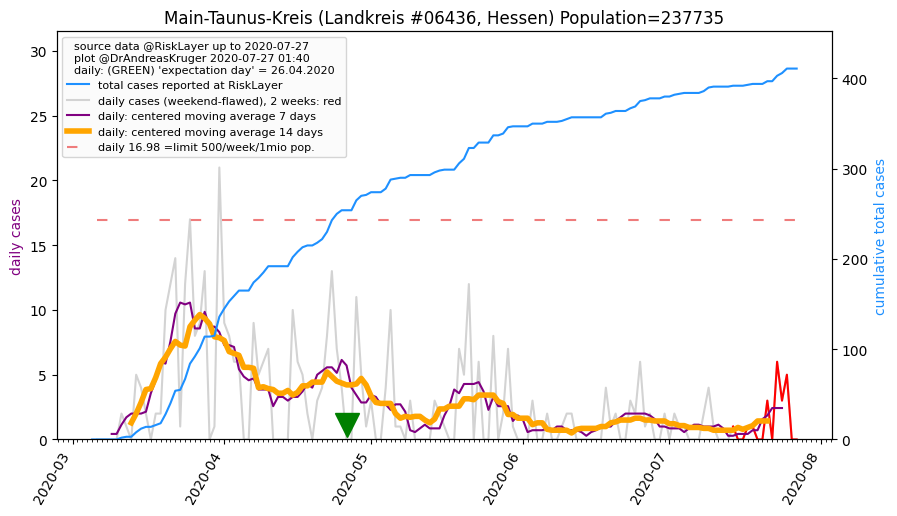 Main-Taunus-Kreis (Landkreis #06436, Hessen) Population=237735
source data @RiskLayer up to 2020-07-27
plot @DrAndreasKruger 2020-07-27 01:40
daily: (GREEN) 'expectation day' = 26.04.2020
total cases reported at RiskLayer
daily cases (weekend-flawed), 2 weeks: red
daily: centered moving average 7 days
daily: centered moving average 14 days
daily 16.98 =limit 500/week/1mio pop.
daily cases
30
25
20
15
10
5
0
cumulative total cases
400
300
200
100
0
2020-03
2020-04
2020-05
2020-06
2020-07
2020-08